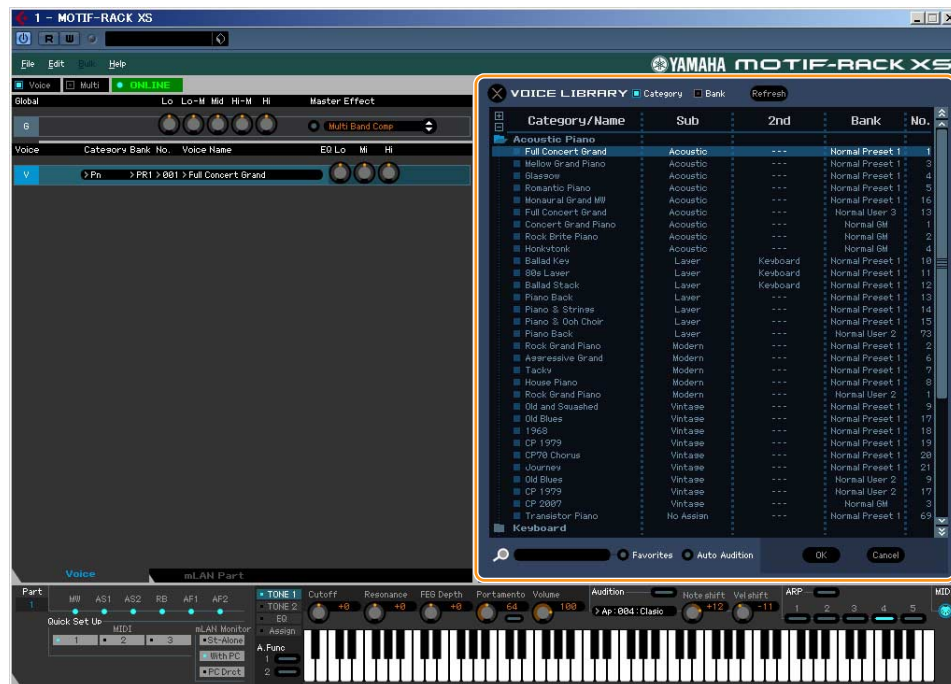 1 - MOTIF-RACK XS
R W
File Edit Bulk Help
YAMAHA MOTIF-RACK XS
Voice Multi ONLINE
Global Lo Lo-M Mid Hi-M Hi Master Effect
G Multi Band Comp
Voice Category Bank No. Voice Name EQ Lo Mi Hi
V Pn PR1 001 Full Concert Grand
VOICE LIBRARY Category Bank Refresh
Category/Name Sub 2nd Bank No.
Acoustic Piano
Full Concert Grand Acoustic --- Normal Preset 1 1
Mellow Grand Piano Acoustic --- Normal Preset 1 3
Glasgow Acoustic --- Normal Preset 1 4
Romantic Piano Acoustic --- Normal Preset 1 5
Monaural Grand MW Acoustic --- Normal Preset 1 16
Full Concert Grand Acoustic --- Normal User 3 13
Concert Grand Piano Acoustic --- Normal GM 1
Rock Brite Piano Acoustic --- Normal GM 2
Honkytonk Acoustic --- Normal GM 4
Ballad Key Layer Keyboard Normal Preset 1 10
80s Layer Layer Keyboard Normal Preset 1 11
Ballad Stack Layer Keyboard Normal Preset 1 12
Piano Back Layer --- Normal Preset 1 13
Piano & Strings Layer --- Normal Preset 1 14
Piano & Ooh Choir Layer --- Normal Preset 1 15
Piano Back Layer --- Normal User 2 73
Rock Grand Piano Modern --- Normal Preset 1 2
Aggressive Grand Modern --- Normal Preset 1 6
Tacky Modern --- Normal Preset 1 7
House Piano Modern --- Normal Preset 1 8
Rock Grand Piano Modern --- Normal User 2 1
Old and Squashed Vintage --- Normal Preset 1 9
Old Blues Vintage --- Normal Preset 1 17
1968 Vintage --- Normal Preset 1 18
CP 1979 Vintage --- Normal Preset 1 19
CP70 Chorus Vintage --- Normal Preset 1 20
Journey Vintage --- Normal Preset 1 21
Old Blues Vintage --- Normal User 2 9
CP 1979 Vintage --- Normal User 2 17
CP 2007 Vintage --- Normal GM 3
Transistor Piano No Assign --- Normal Preset 1 69
Keyboard
Favorites Auto Audition OK Cancel
Voice mLAN Part
Part MW AS1 AS2 RB AF1 AF2
1
Quick Set Up
MIDI mLAN Monitor
1 2 3 St-Alone
With PC
PC Drct
TONE 1 Cutoff Resonance FEG Depth Portamento Volume Audition Note shift Vel shift ARP MIDI
TONE 2 +0 +0 +0 64 100 Ap:004:Clasic +12 -11 1 2 3 4 5
EQ
Assign
A.Func
1
2